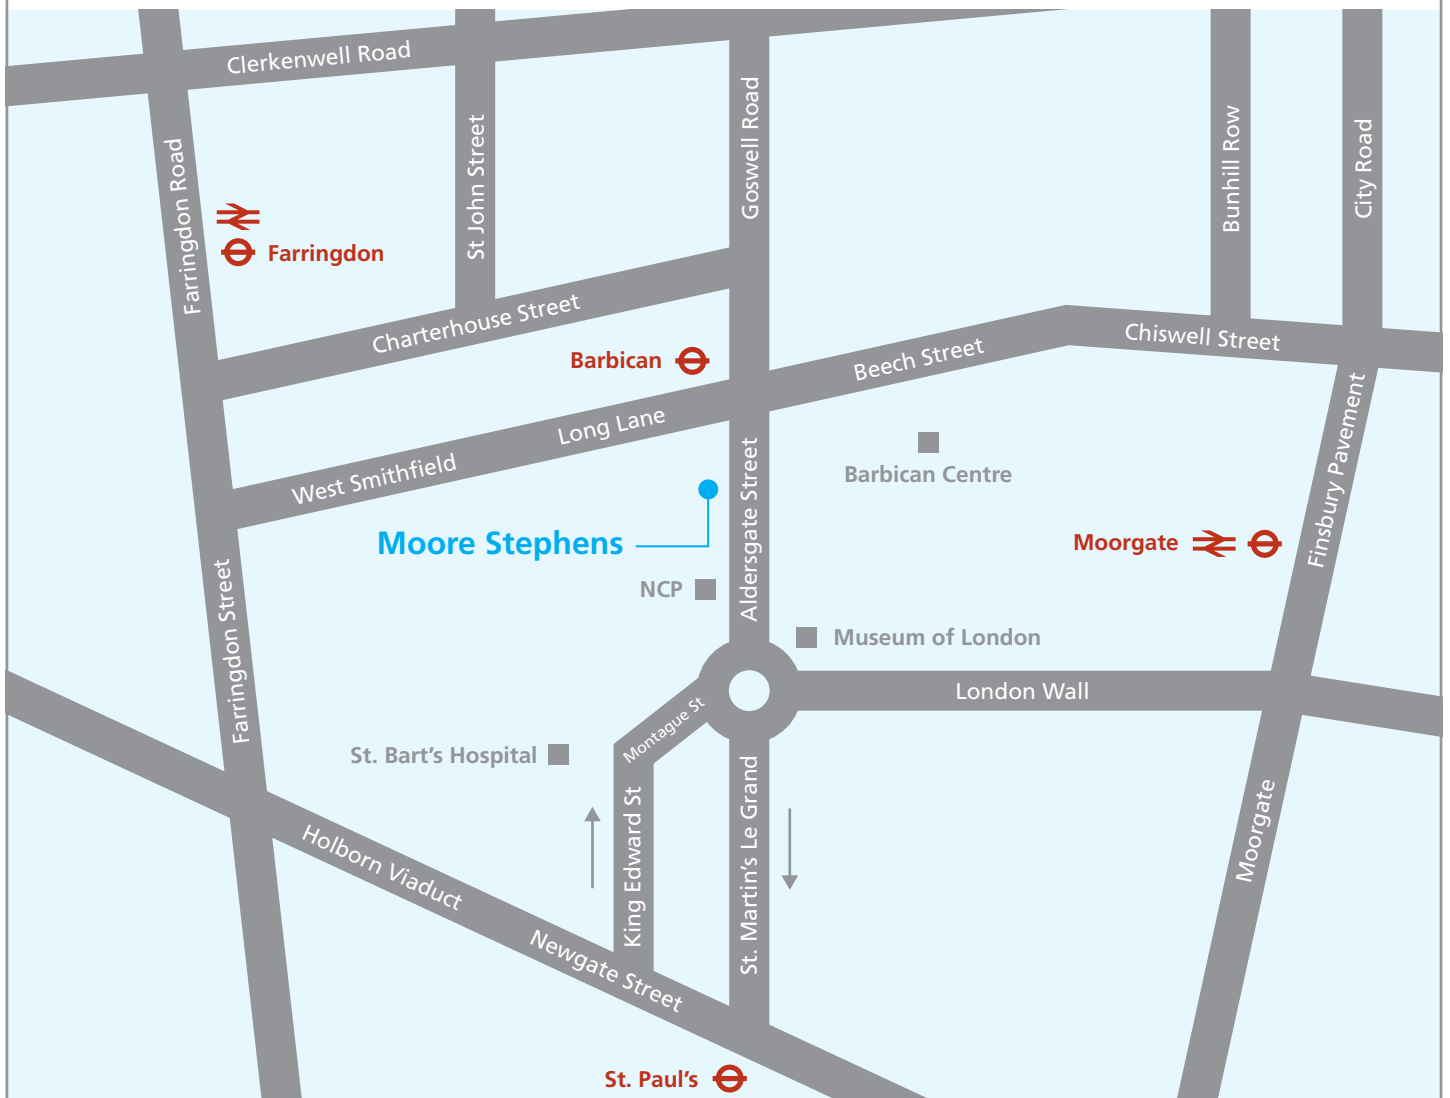 Clerkenwell Road
Farringdon Road
St John Street
Goswell Road
Bunhill Row
City Road
Farringdon
Charterhouse Street
Barbican
Beech Street
Chiswell Street
Long Lane
West Smithfield
Aldersgate Street
Barbican Centre
Finsbury Pavement
Moore Stephens
Moorgate
NCP
Farringdon Street
Museum of London
London Wall
Montague St
St. Bart's Hospital
King Edward St
St. Martin's Le Grand
Moorgate
Holborn Viaduct
Newgate Street
St. Paul's